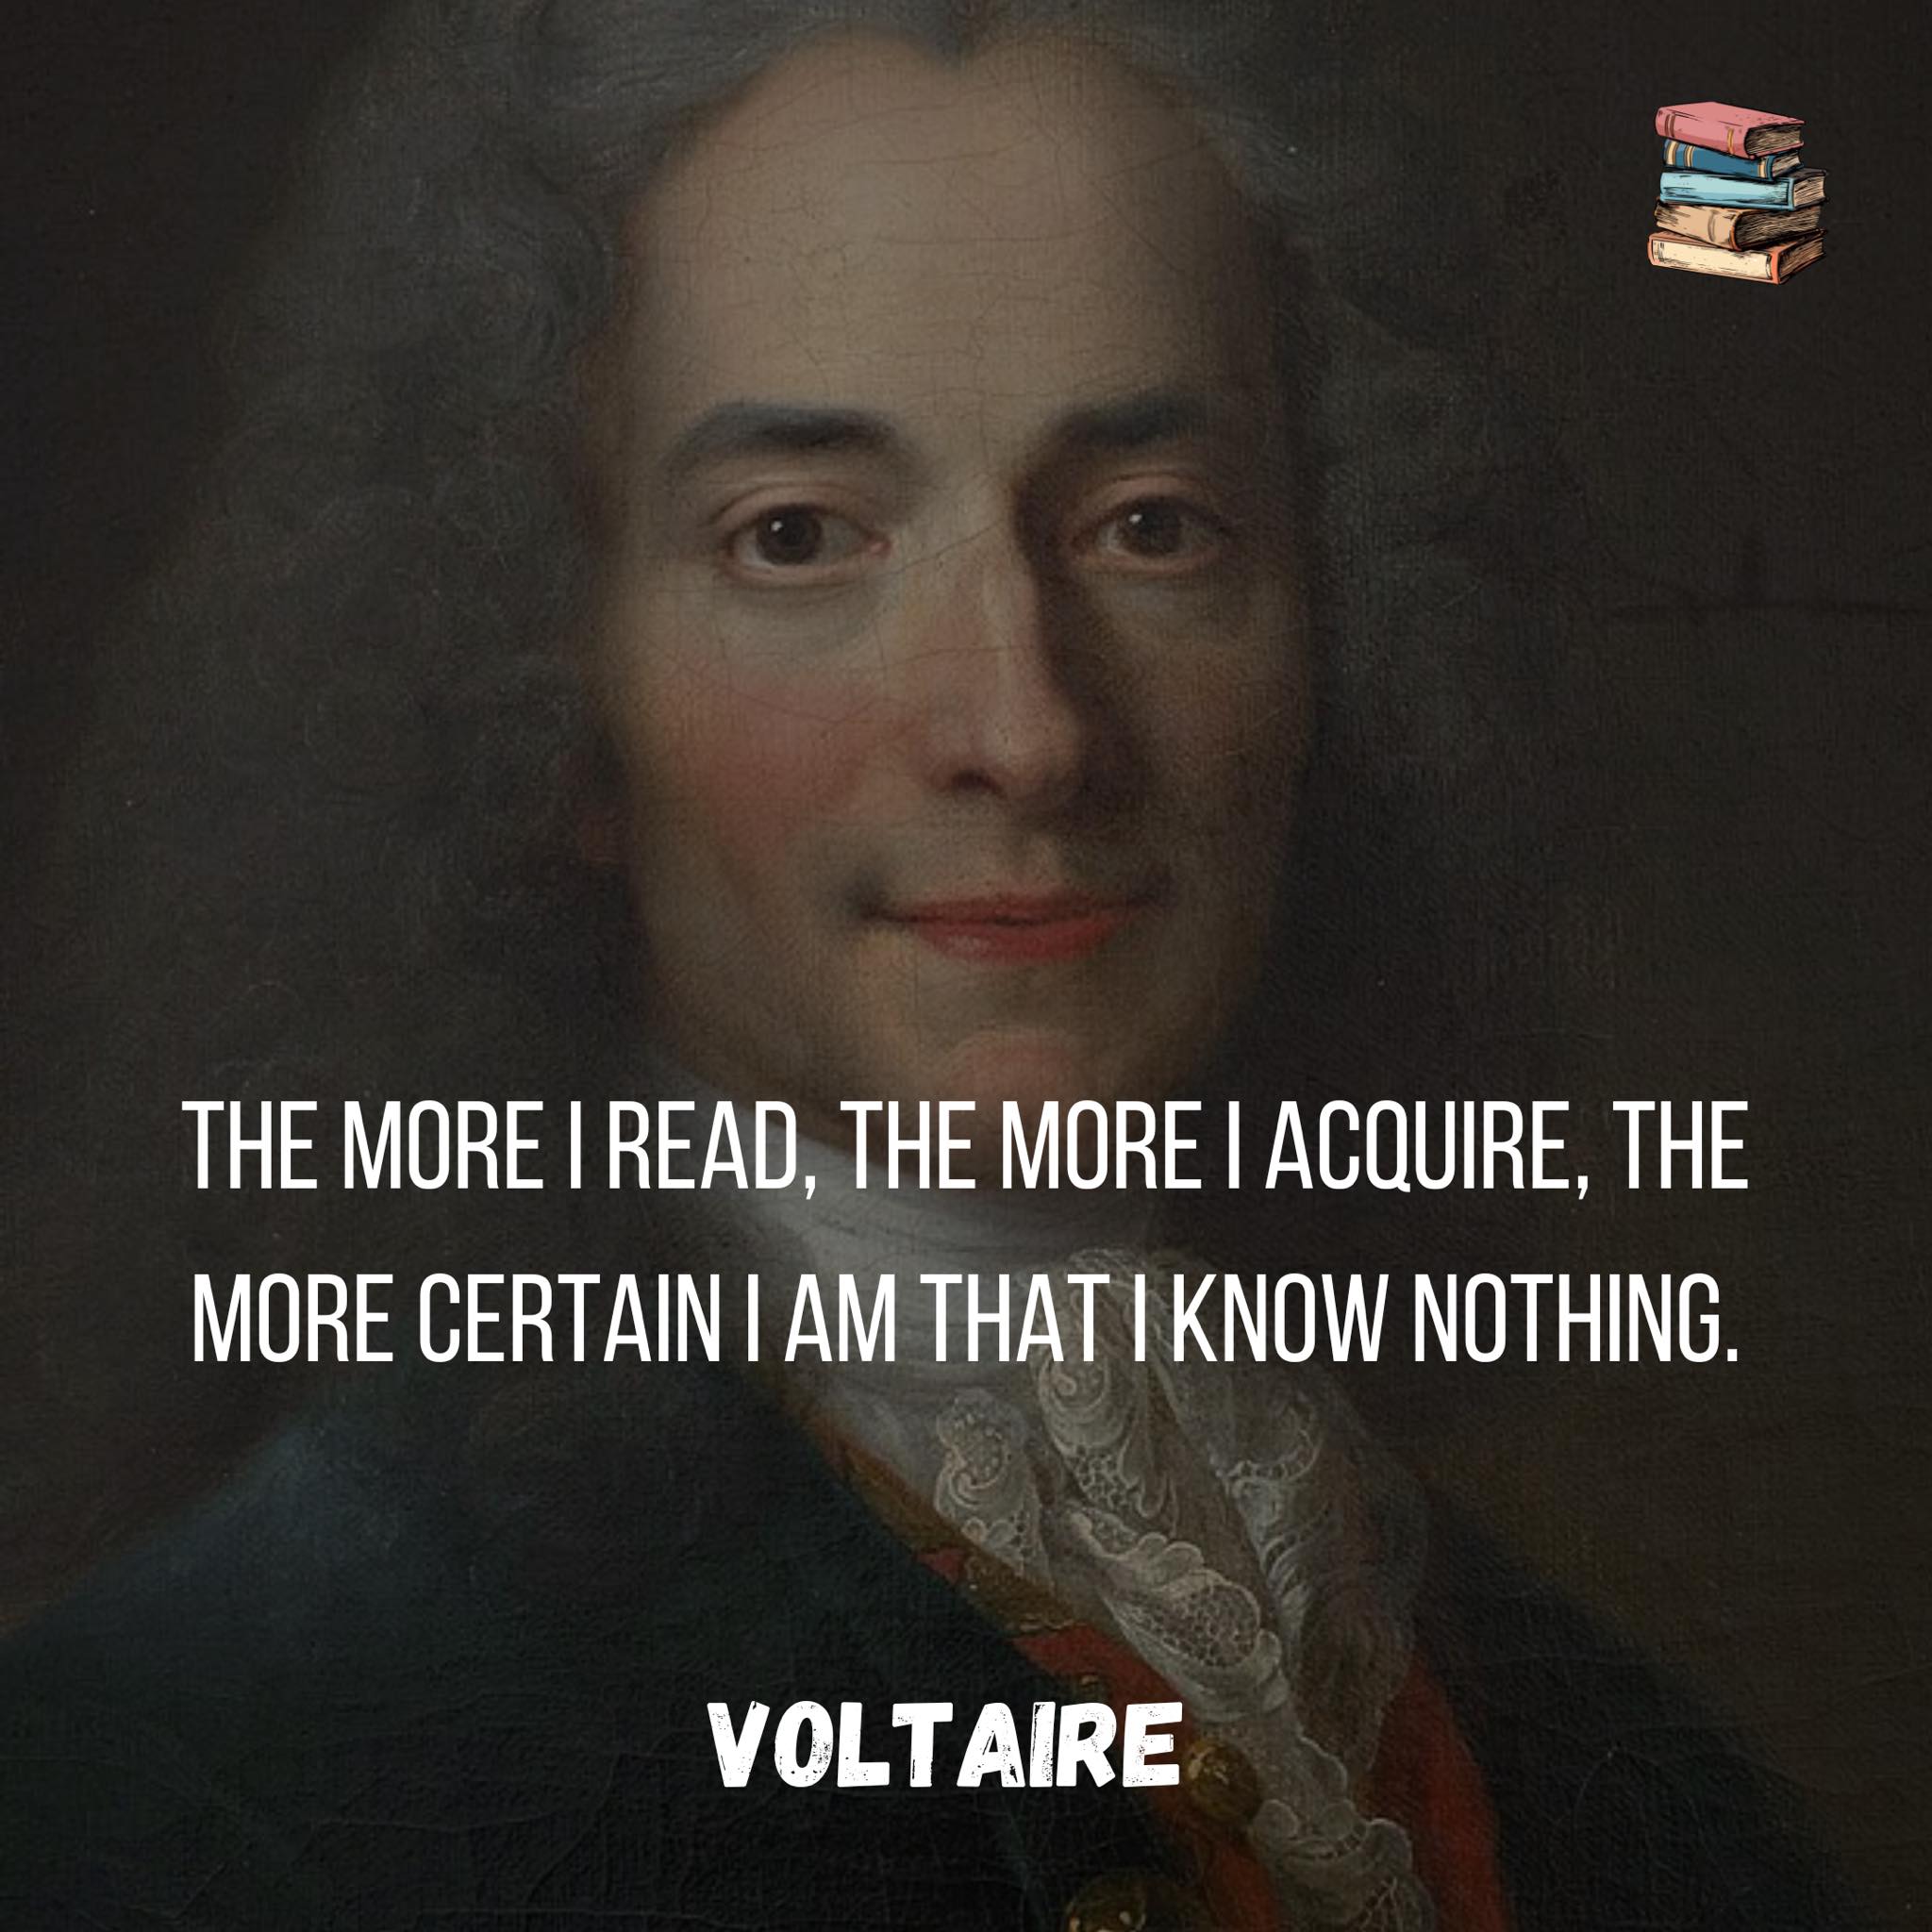 THE MORE I READ, THE MORE I ACQUIRE, THE
MORE CERTAIN I AM THAT I KNOW NOTHING.
VOLTAIRE